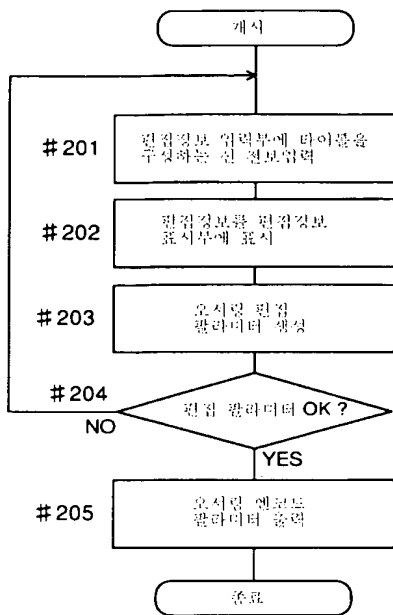 개시
#201
편집정보 입력부에 타이틀을
구성하는 신 정보입력
#202
편집정보를 편집정보
표시부에 표시
#203
오서링 편집
팔라미터 생성
#204
편집 팔라미터 OK ?
NO
YES
#205
오서링 엔코드
팔라미터 출력
종료